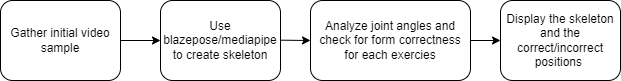 Gather initial video
sample
Use
blazepose/mediapipe
to create skeleton
Analyze joint angles and
check for form correctness
for each exercies
Display the skeleton
and the
correct/incorrect
positions